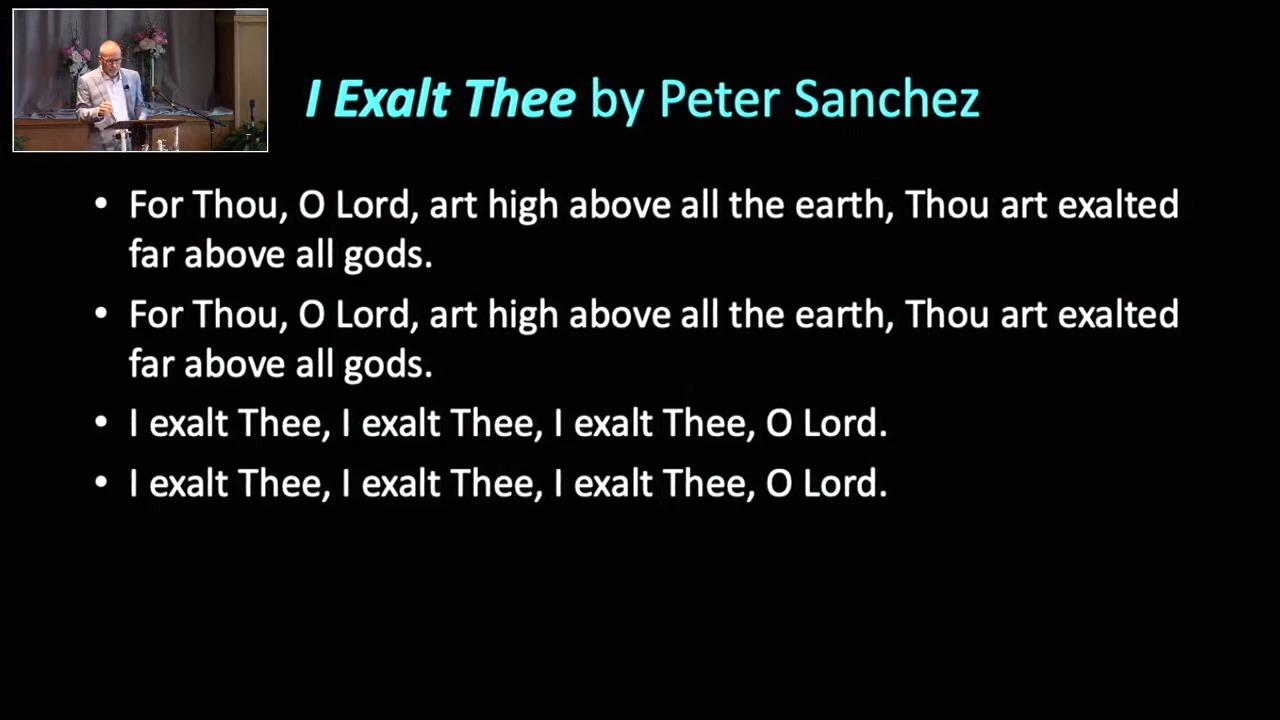 I Exalt Thee by Peter Sanchez
• For Thou, O Lord, art high above all the earth, Thou art exalted
far above all gods.
• For Thou, O Lord, art high above all the earth, Thou art exalted
far above all gods.
• I exalt Thee, I exalt Thee, I exalt Thee, O Lord.
• I exalt Thee, I exalt Thee, I exalt Thee, O Lord.